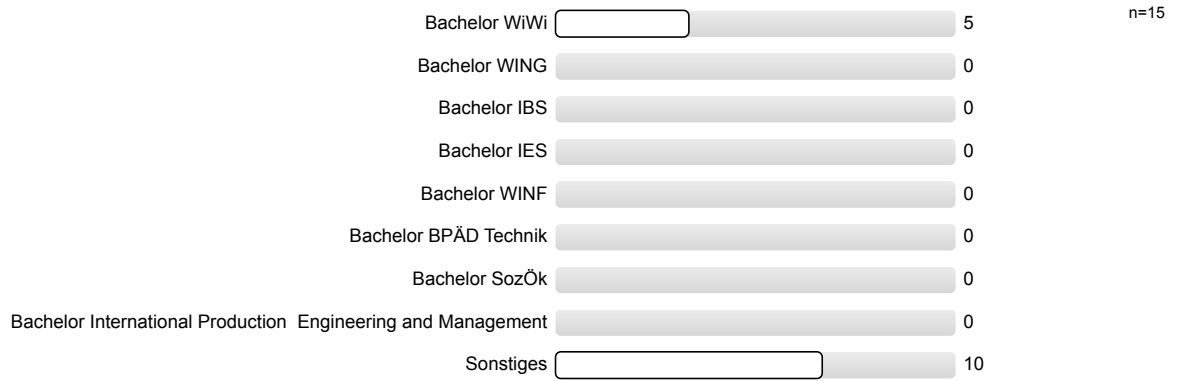 n=15
Bachelor WiWi 5
Bachelor WING 0
Bachelor IBS 0
Bachelor IES 0
Bachelor WINF 0
Bachelor BPÄD Technik 0
Bachelor SozÖk 0
Bachelor International Production Engineering and Management 0
Sonstiges 10